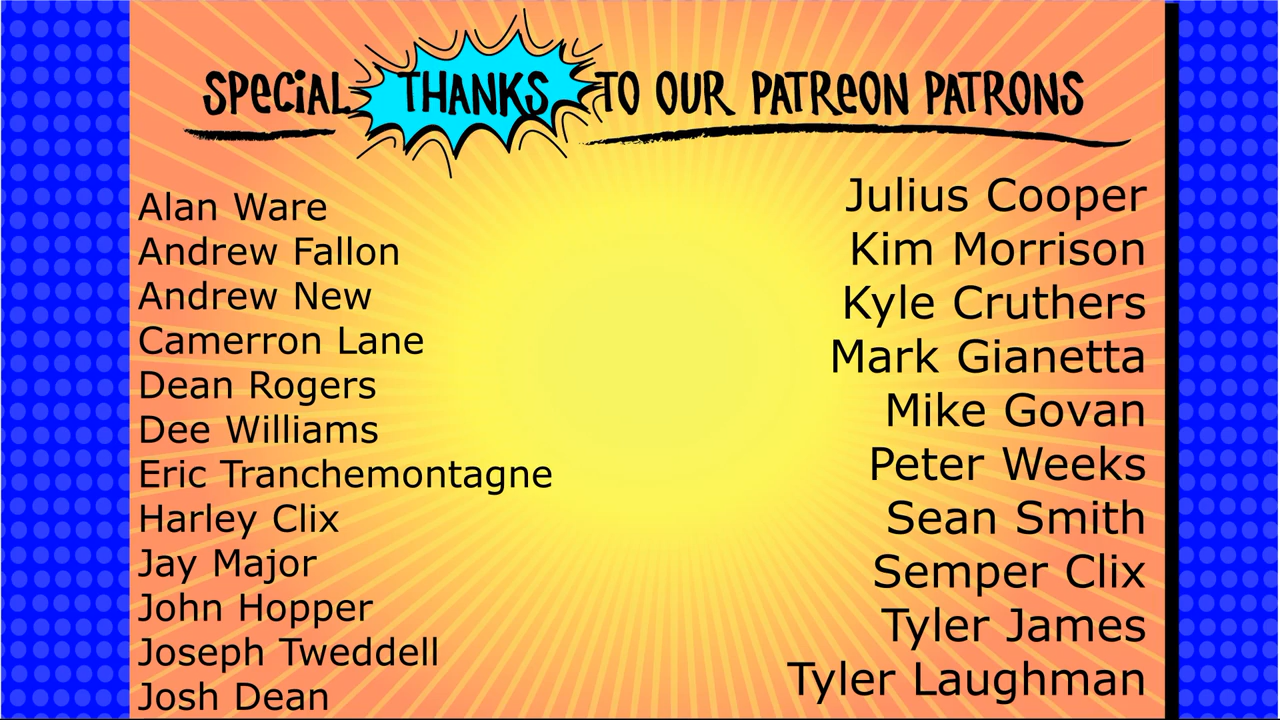 SPECiAL THANKS TO OUR PATREON PATRONS
Alan Ware
Andrew Fallon
Andrew New
Camerron Lane
Dean Rogers
Dee Williams
Eric Tranchemontagne
Harley Clix
Jay Major
John Hopper
Joseph Tweddell
Josh Dean
Julius Cooper
Kim Morrison
Kyle Cruthers
Mark Gianetta
Mike Govan
Peter Weeks
Sean Smith
Semper Clix
Tyler James
Tyler Laughman